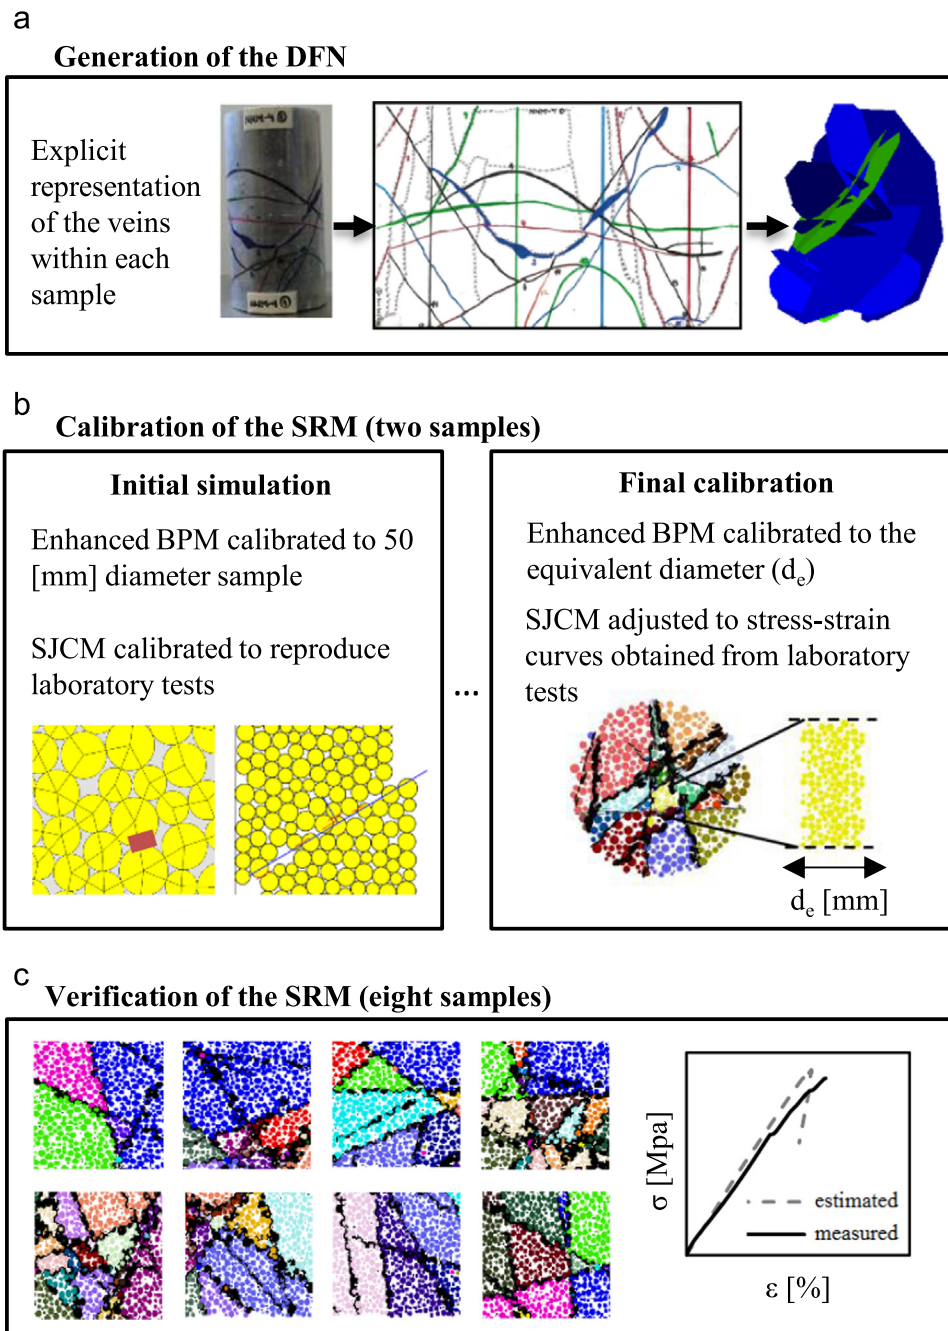 a
Generation of the DFN
Explicit
representation
of the veins
within each
sample
b
Calibration of the SRM (two samples)
Initial simulation
Enhanced BPM calibrated to 50
[mm] diameter sample
SJCM calibrated to reproduce
laboratory tests
...
Final calibration
Enhanced BPM calibrated to the
equivalent diameter (dₑ)
SJCM adjusted to stress-strain
curves obtained from laboratory
tests
dₑ [mm]
c
Verification of the SRM (eight samples)
σ [Mpa]
estimated
measured
ε [%]